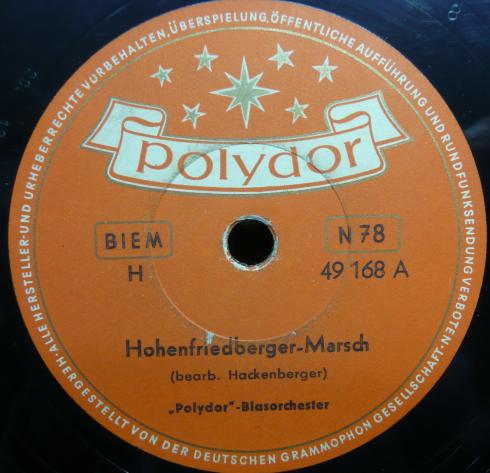 ALLE HERSTELLER- UND URHEBERRECHTE VORBEHALTEN, ÜBERSPIELUNG, ÖFFENTLICHE AUFFÜHRUNG UND RUNDFUNKSENDUNG VERBOTEN
polydor
BIEM
N 78
H
49 168 A
Hohenfriedberger-Marsch
(bearb. Hackenberger)
„Polydor"-Blasorchester
HERGESTELLT VON DER DEUTSCHEN GRAMMOPHON GESELLSCHAFT